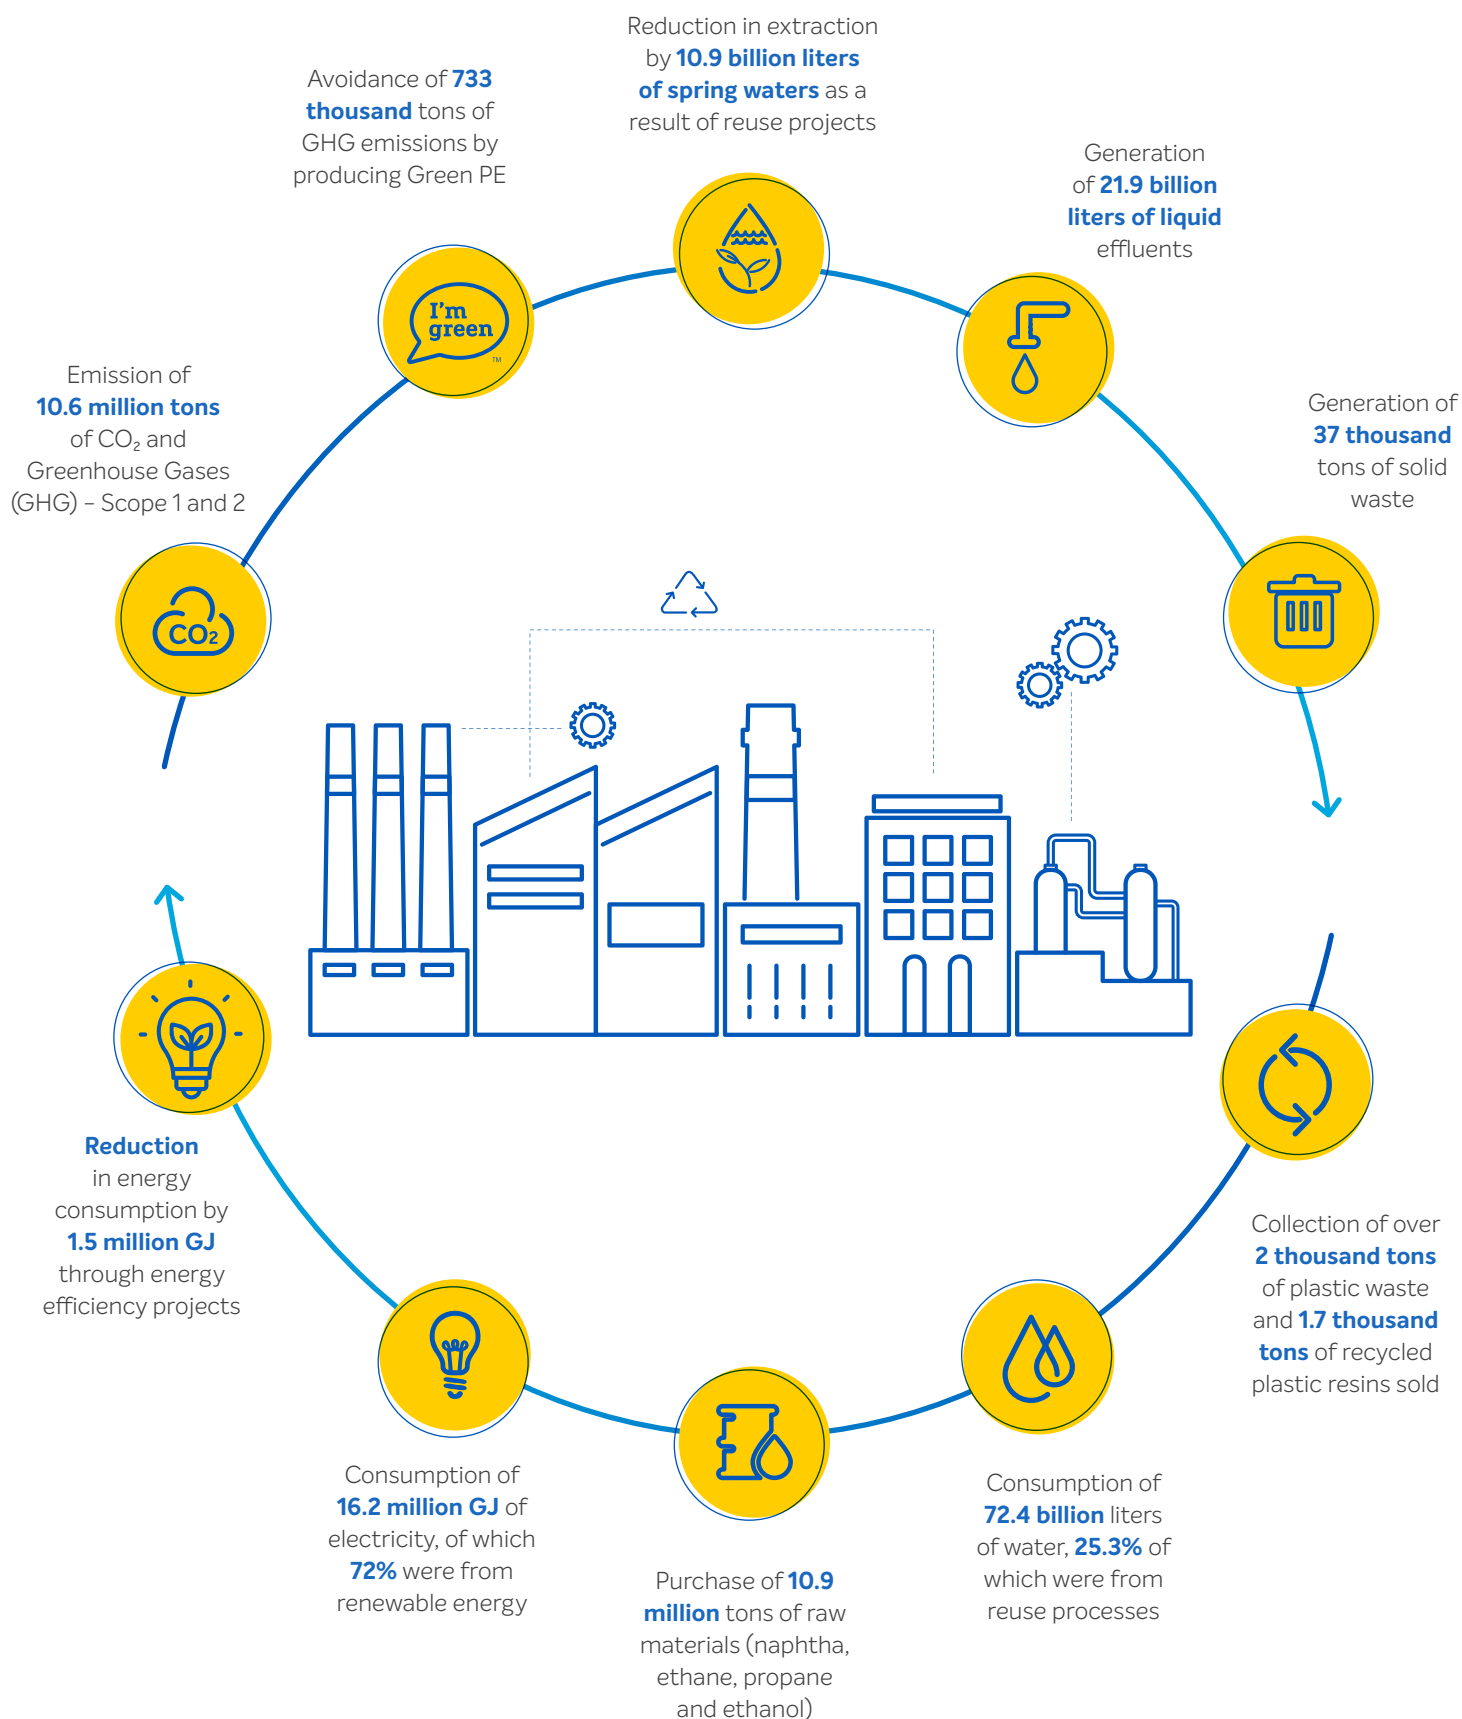 Reduction in extraction
by 10.9 billion liters
of spring waters as a
result of reuse projects
Avoidance of 733
thousand tons of
GHG emissions by
producing Green PE
Generation
of 21.9 billion
liters of liquid
effluents
I'm
green
TM
Emission of
10.6 million tons
of CO₂ and
Greenhouse Gases
(GHG) – Scope 1 and 2
Generation of
37 thousand
tons of solid
waste
CO₂
Reduction
in energy
consumption by
1.5 million GJ
through energy
efficiency projects
Collection of over
2 thousand tons
of plastic waste
and 1.7 thousand
tons of recycled
plastic resins sold
Consumption of
16.2 million GJ of
electricity, of which
72% were from
renewable energy
Purchase of 10.9
million tons of raw
materials (naphtha,
ethane, propane
and ethanol)
Consumption of
72.4 billion liters
of water, 25.3% of
which were from
reuse processes